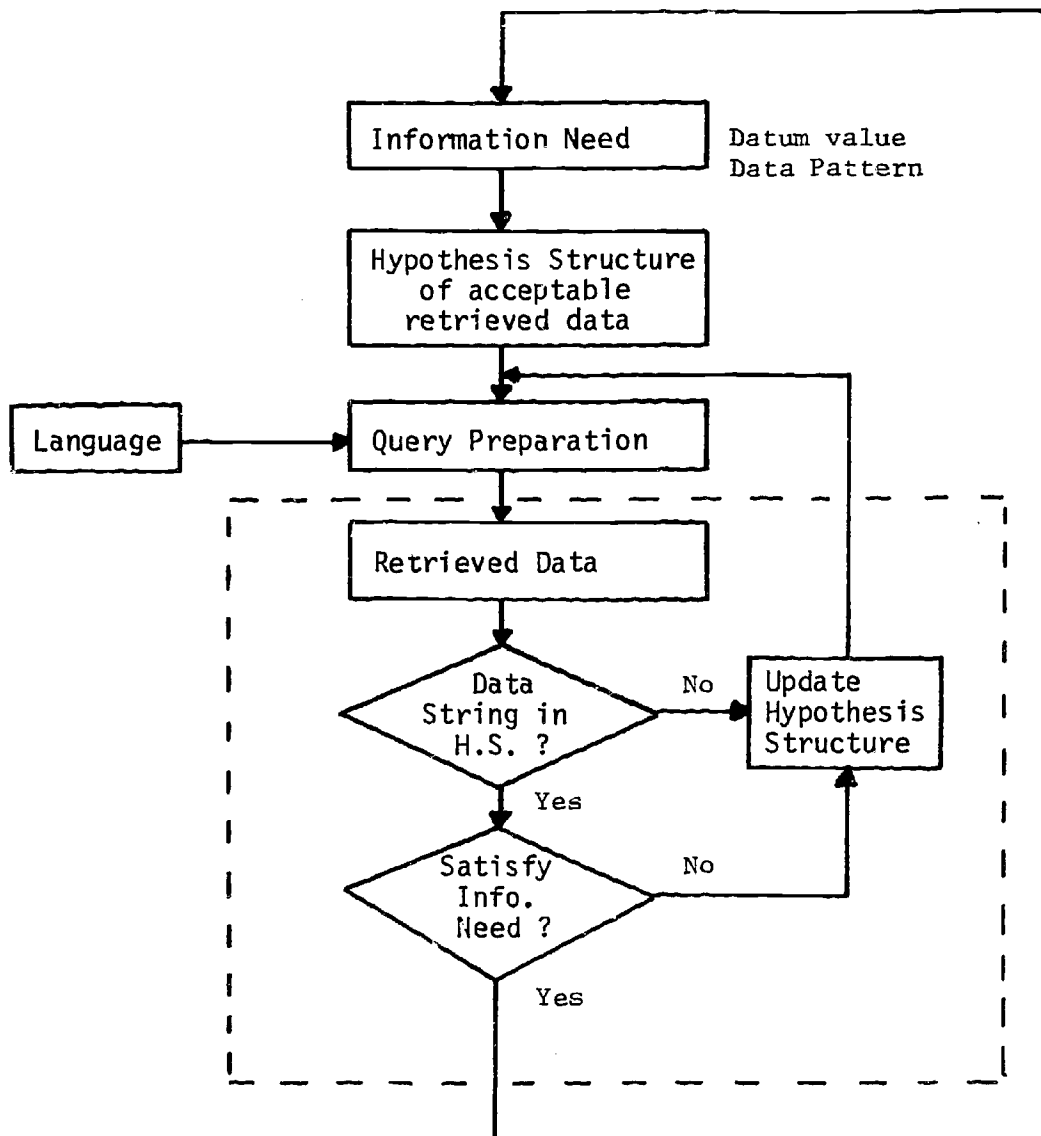 Information Need
Datum value
Data Pattern
Hypothesis Structure
of acceptable
retrieved data
Language
Query Preparation
Retrieved Data
Data
String in
H.S. ?
No
Update
Hypothesis
Structure
Yes
Satisfy
Info.
Need ?
No
Yes